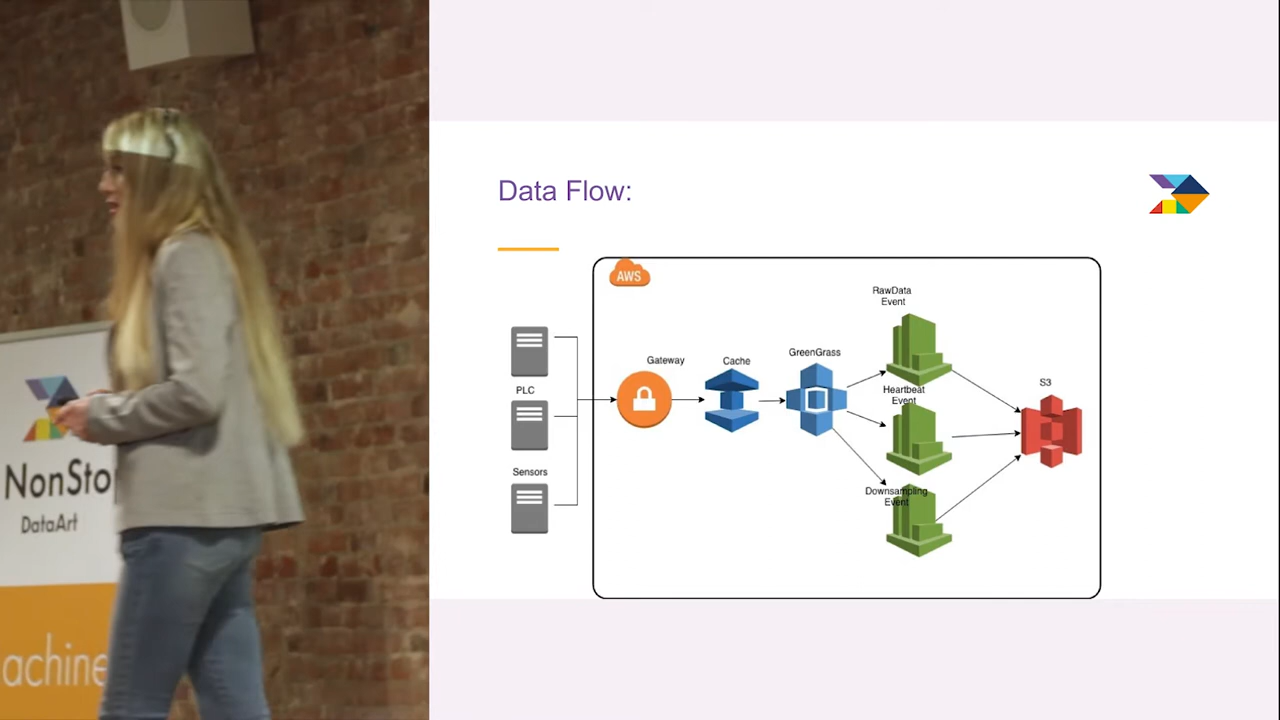 NonSto
DataArt
achine
Data Flow:
AWS
RawData
Event
Gateway
Cache
GreenGrass
S3
PLC
Heartbeat
Event
Sensors
Downsampling
Event